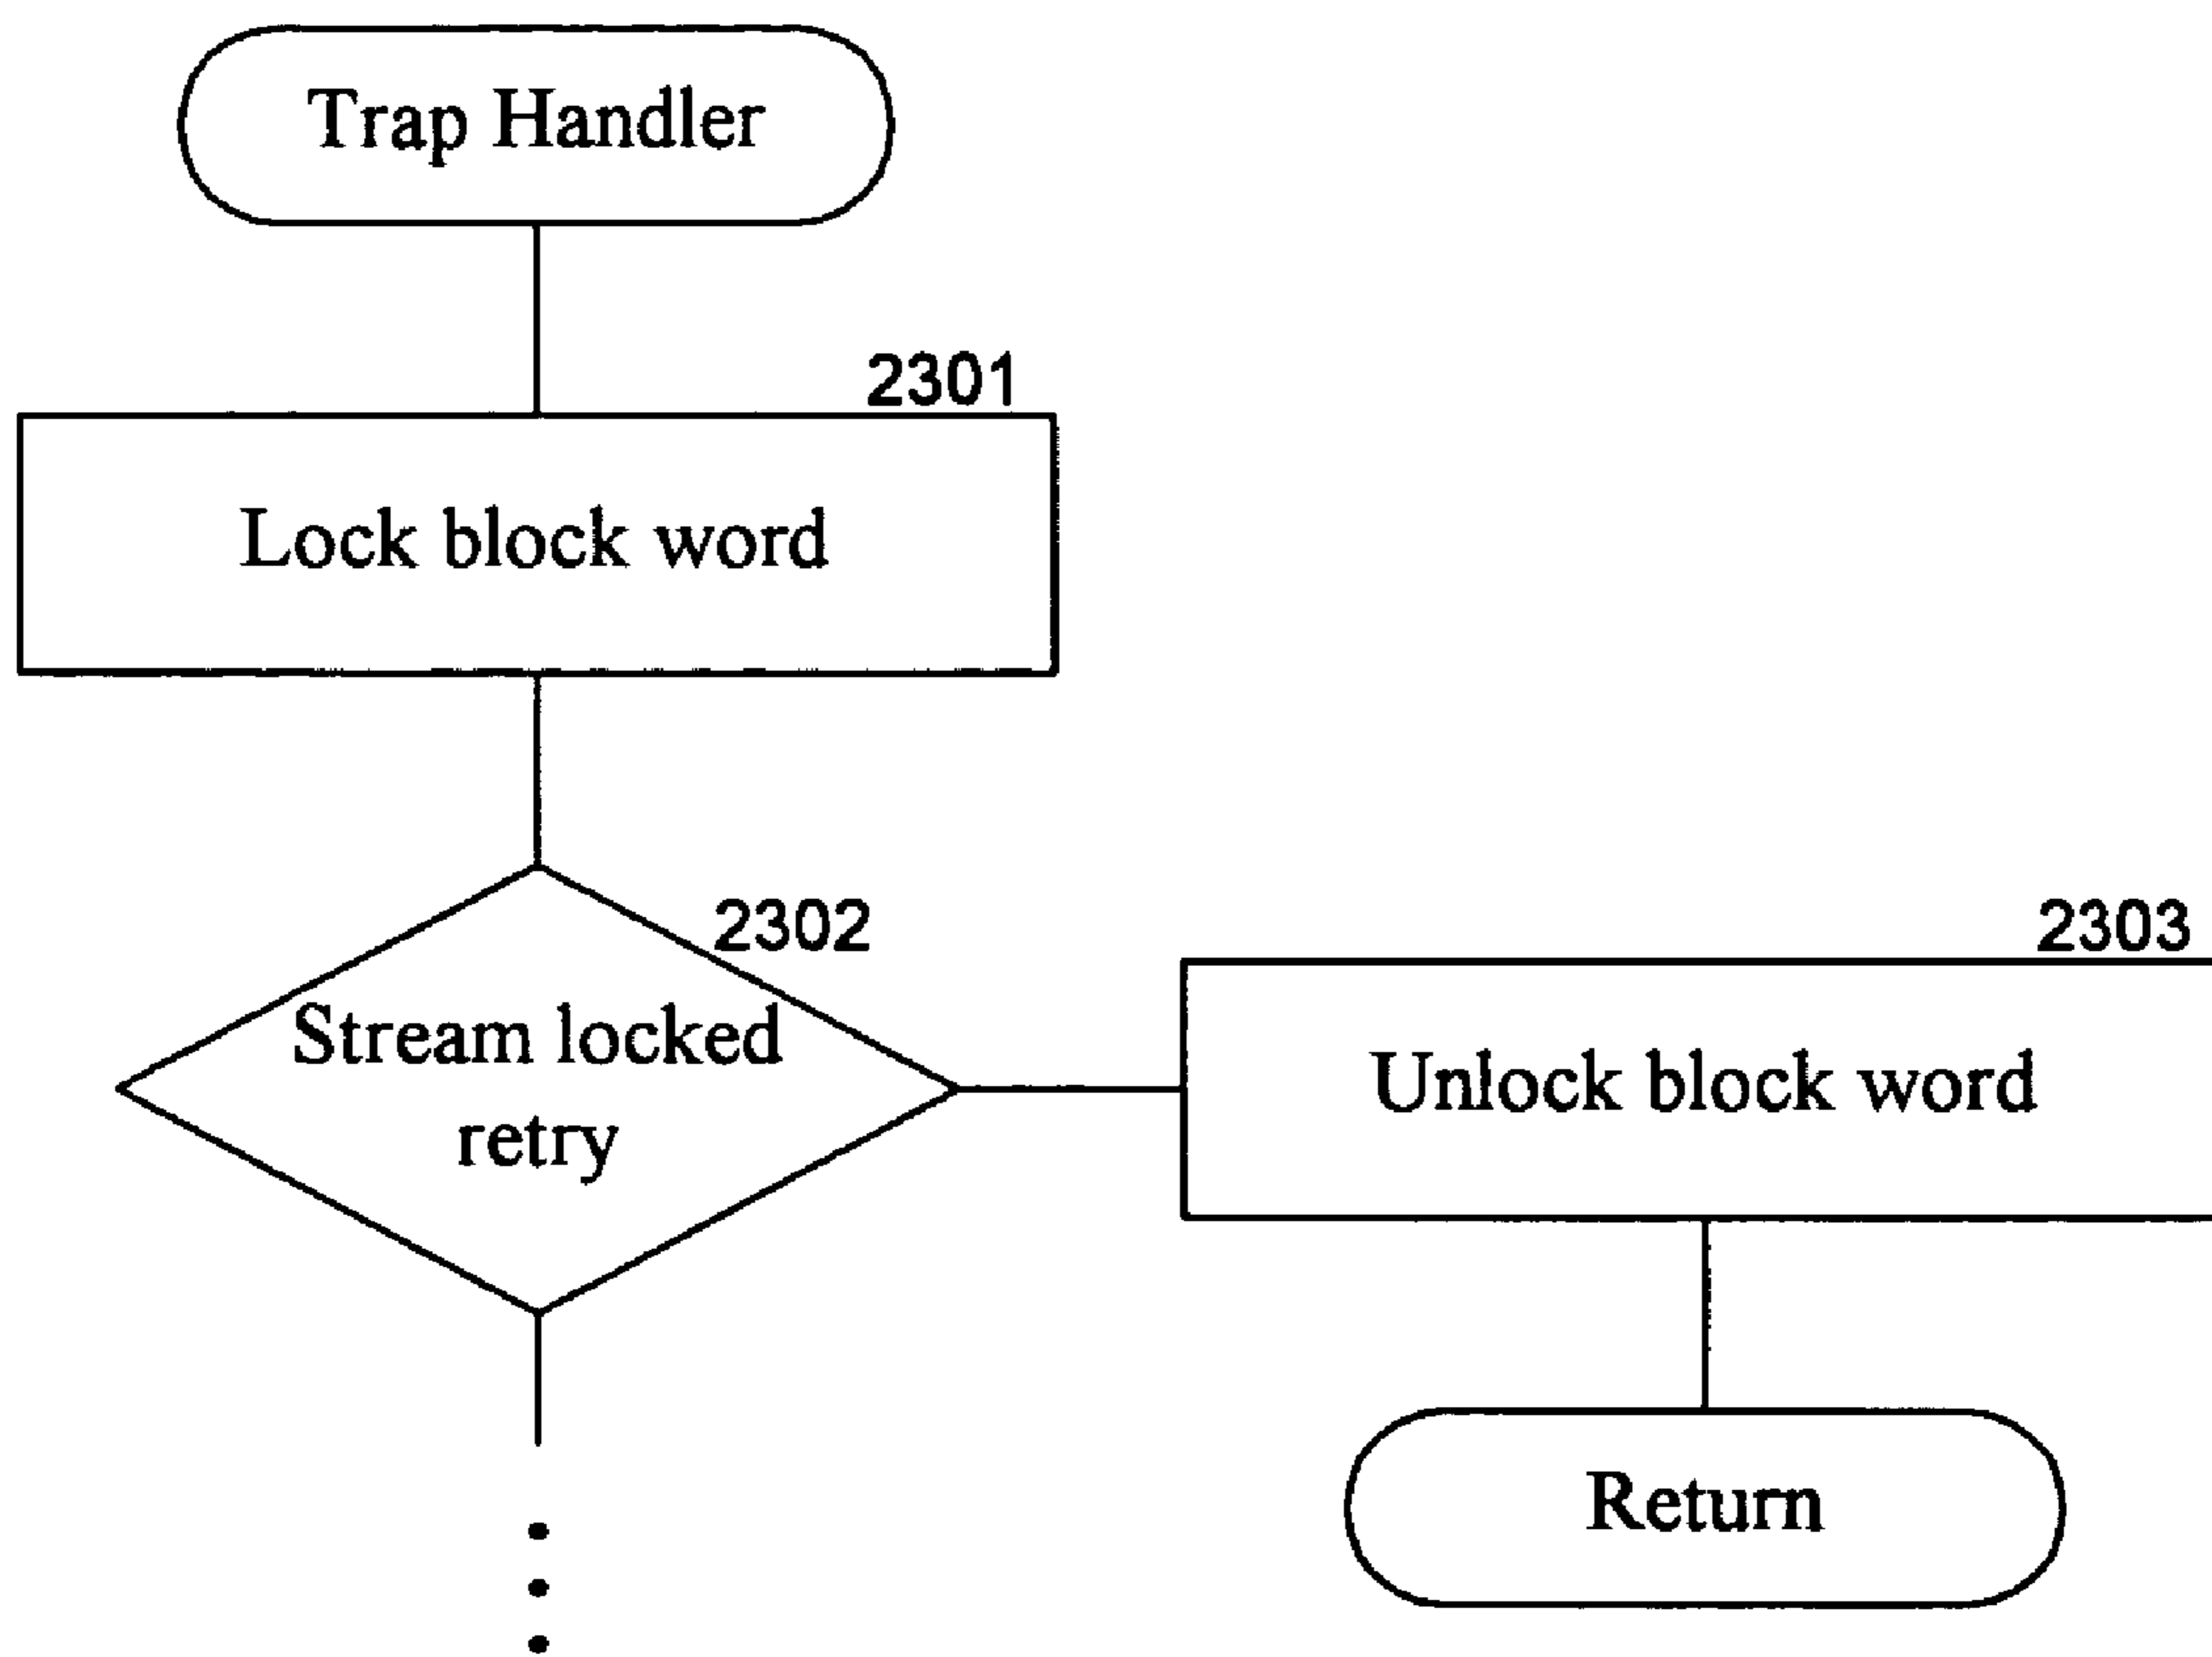 Trap Handler
2301
Lock block word
2302
Stream locked
retry
2303
Unlock block word
Return